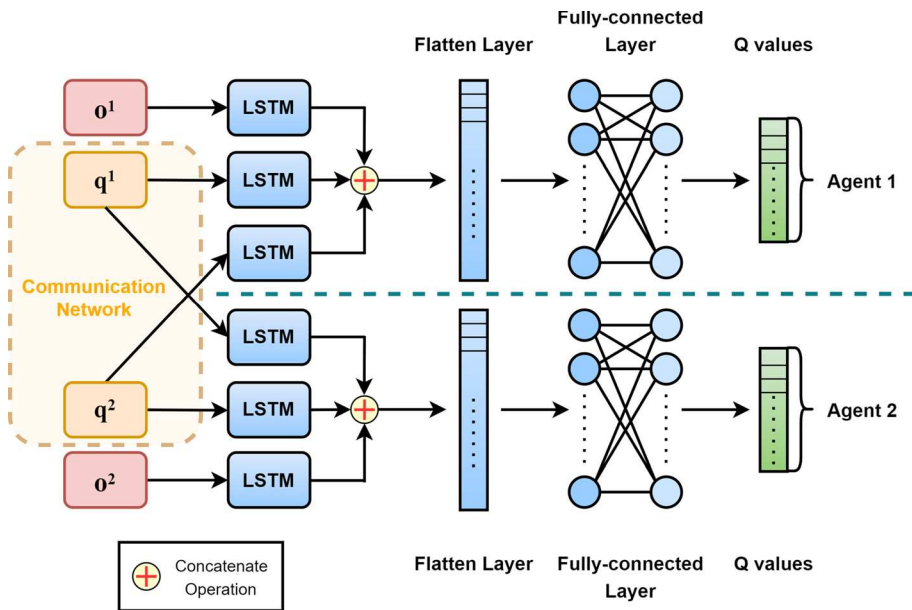 Fully-connected
Flatten Layer Layer Q values
o¹ LSTM
q¹ LSTM
Agent 1
LSTM
Communication
Network
LSTM
q² LSTM
Agent 2
o² LSTM
Concatenate
Operation
Flatten Layer Fully-connected Q values
Layer